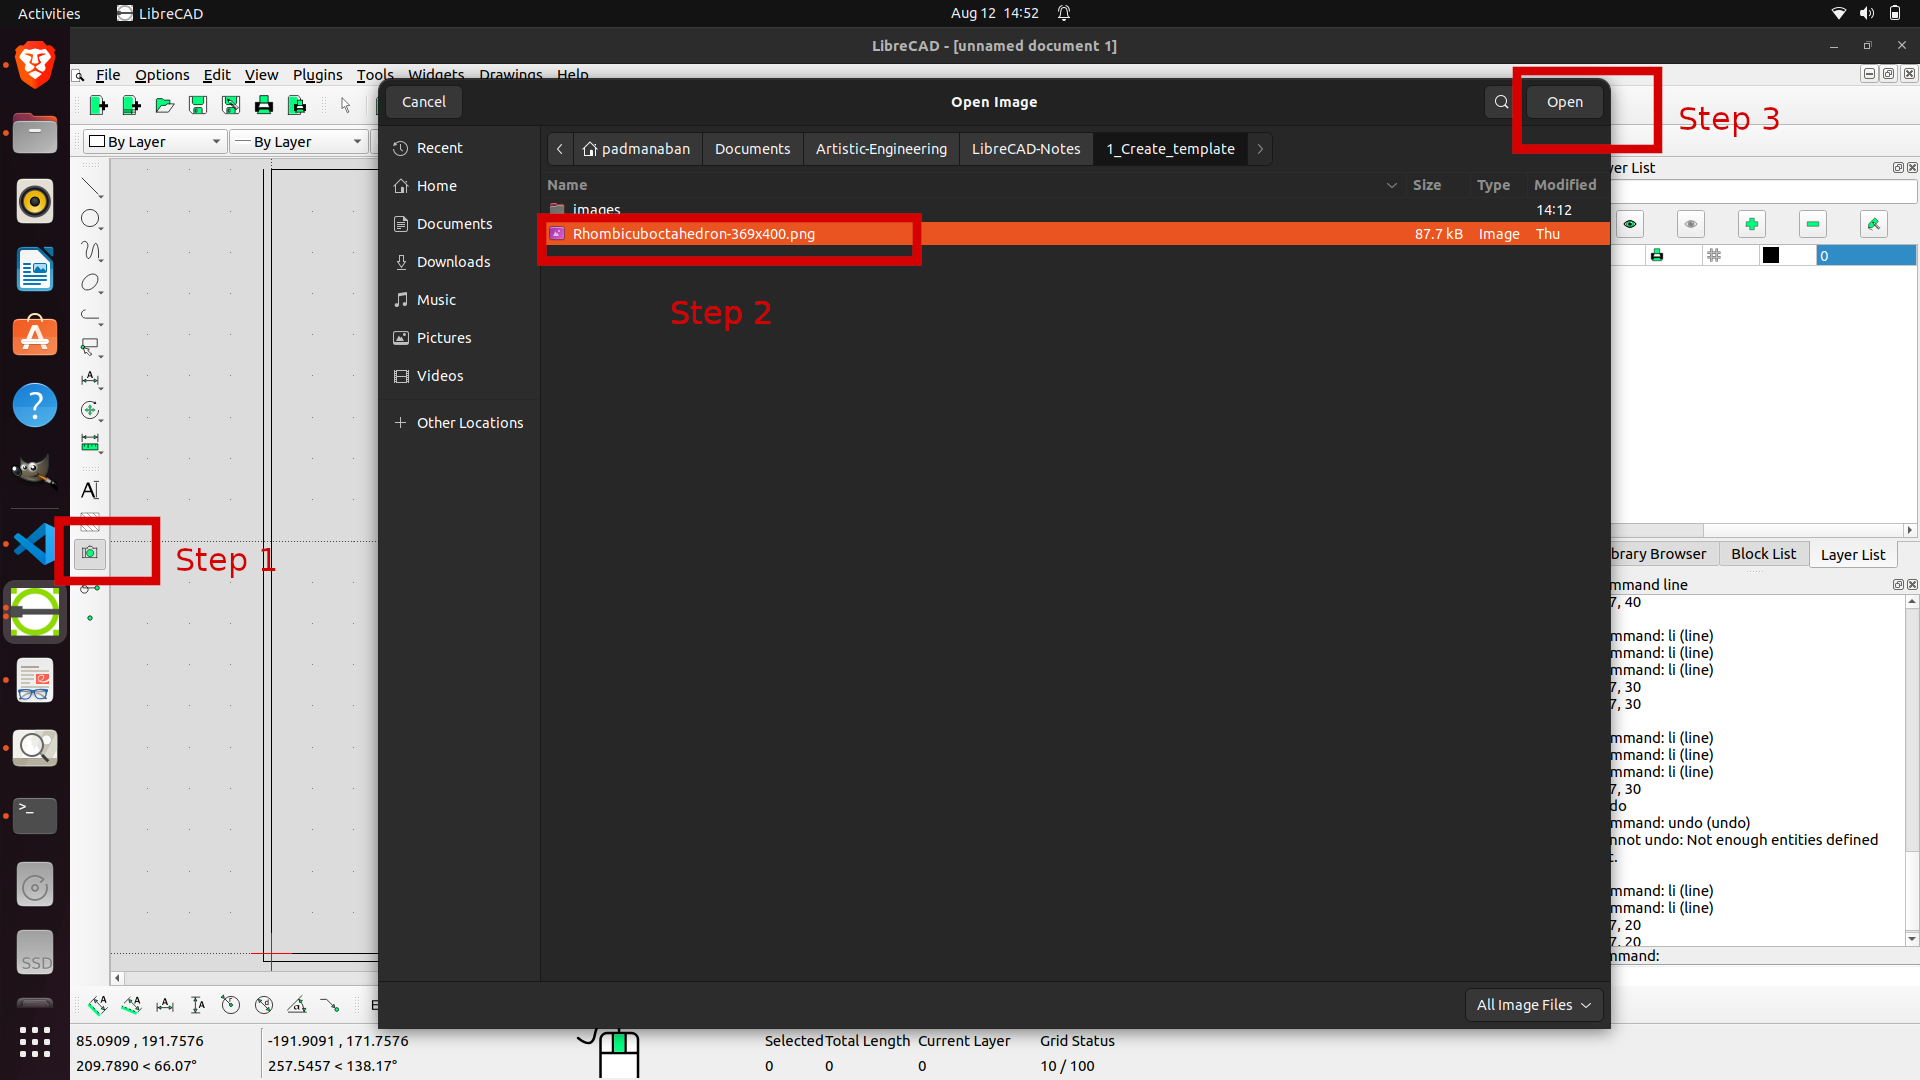 Activities
LibreCAD
Aug 12 14:52
LibreCAD - [unnamed document 1]
File Options Edit View Plugins Tools Widgets Drawings Help
Cancel
Open Image
Open
Step 3
By Layer
By Layer
Recent
Home
Documents
Downloads
Music
Pictures
Videos
Other Locations
padmanaban
Documents
Artistic-Engineering
LibreCAD-Notes
1_Create_template
Name Size Type Modified
images 14:12
Rhombicuboctahedron-369x400.png 87.7 kB Image Thu
Step 2
Step 1
yer List
0
brary Browser
Block List
Layer List
mmand line
7, 40
mmand: li (line)
mmand: li (line)
mmand: li (line)
7, 30
7, 30
mmand: li (line)
mmand: li (line)
mmand: li (line)
7, 30
do
mmand: undo (undo)
nnot undo: Not enough entities defined
t.
mmand: li (line)
mmand: li (line)
7, 20
7, 20
mmand:
All Image Files
SSD
E
85.0909 , 191.7576
209.7890 < 66.07°
-191.9091 , 171.7576
257.5457 < 138.17°
Selected Total Length Current Layer Grid Status
0 0 0 10 / 100